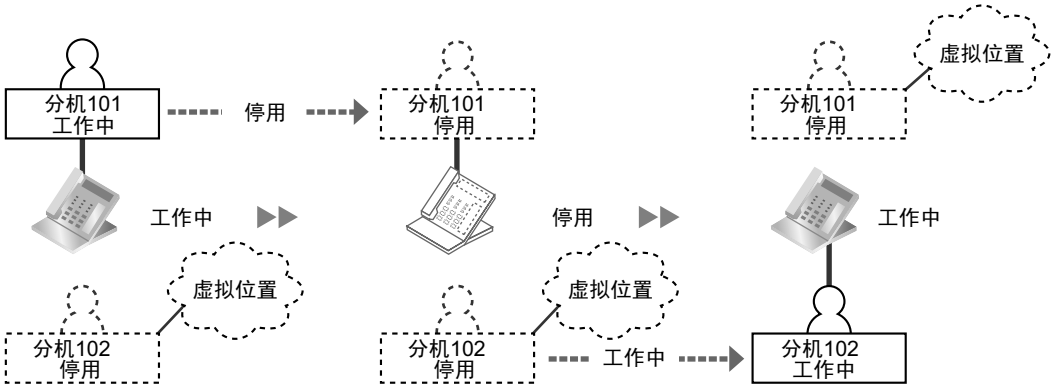 虚拟位置
分机101
工作中
停用
分机101
停用
分机101
停用
工作中
停用
工作中
虚拟位置
虚拟位置
分机102
停用
分机102
停用
工作中
分机102
工作中